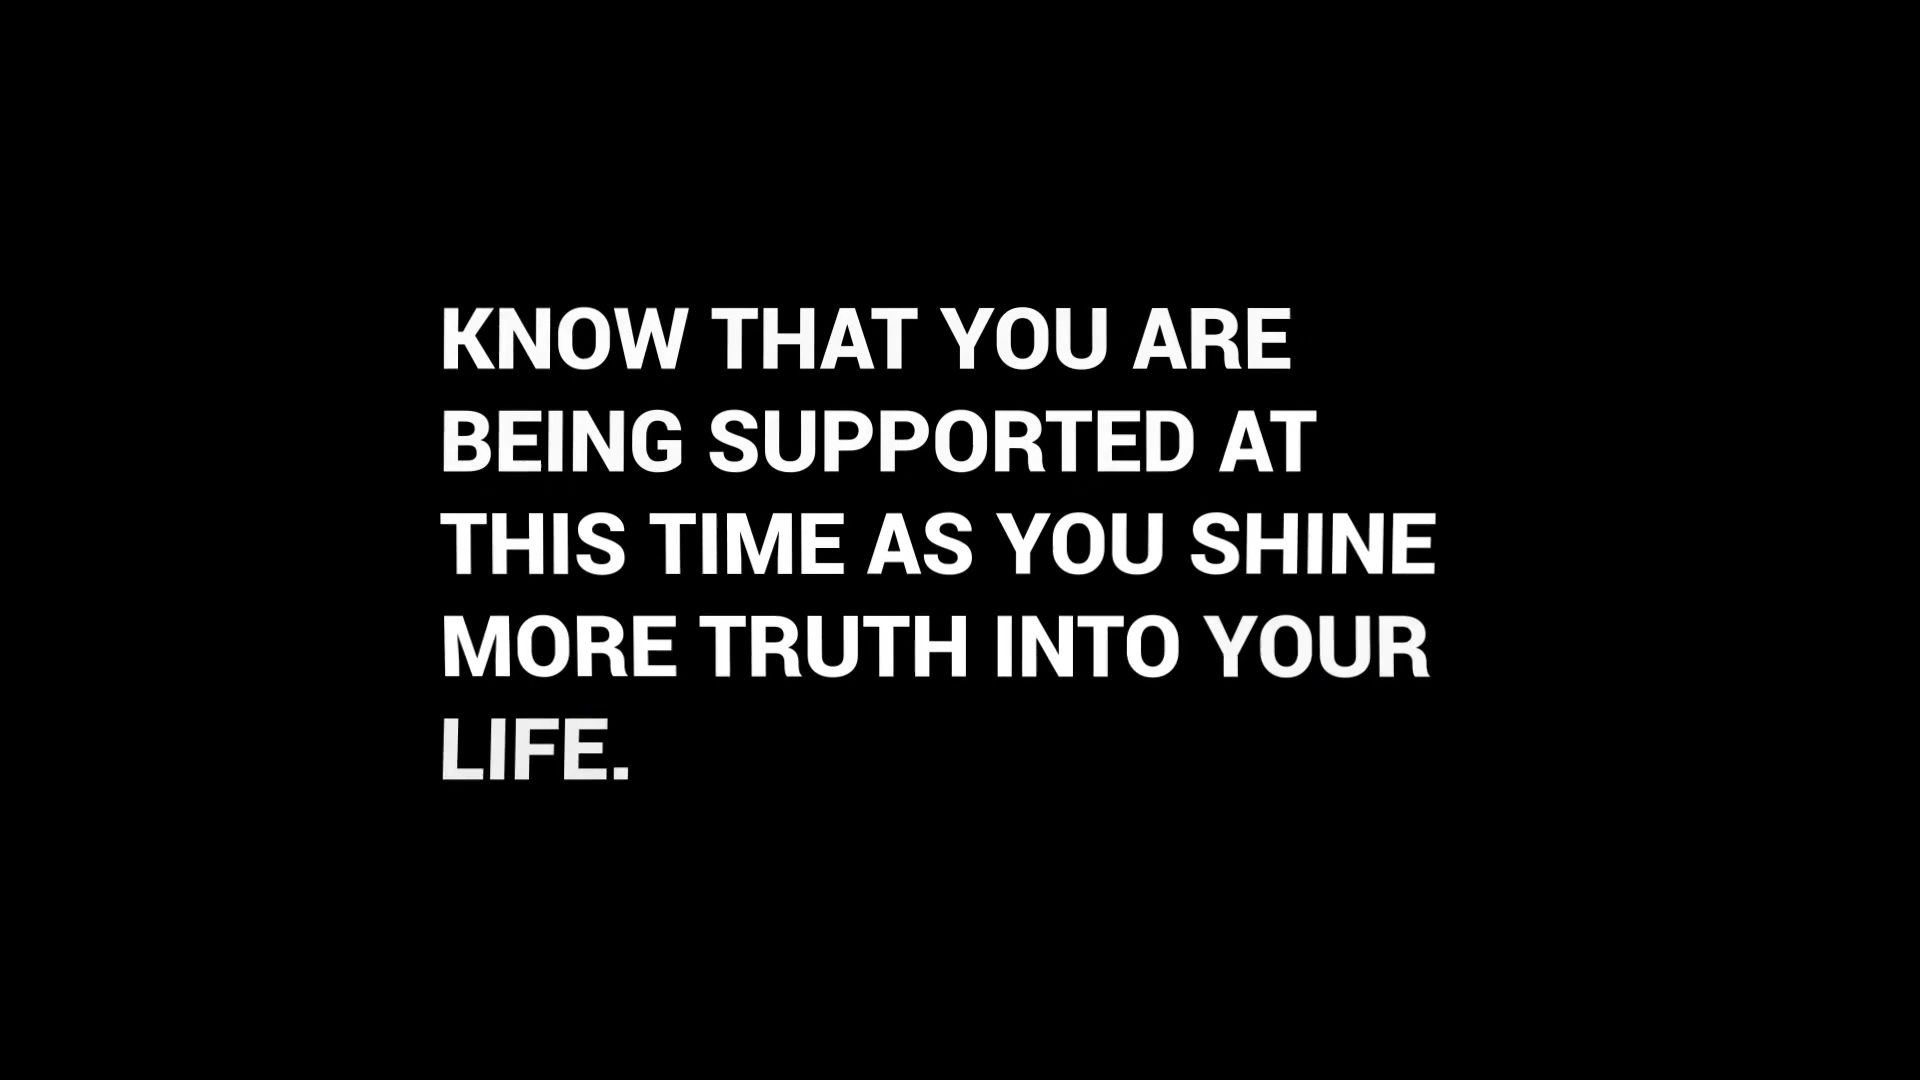 KNOW THAT YOU ARE
BEING SUPPORTED AT
THIS TIME AS YOU SHINE
MORE TRUTH INTO YOUR
LIFE.